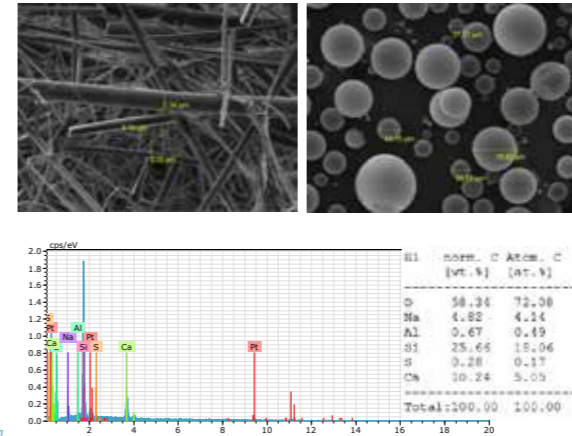 cps/eV
2.0
1.8
1.6
1.4
1.2
1.0
0.8
0.6
0.4
0.2
0.0
S
Pt
Al
Ca
Na
Si
Pt
S
Ca
Pt
2 4 6 8 10 12 14 16 18 20
El norm. C Atom. C
[wt.%] [at.%]
O 58.34 72.08
Na 4.82 4.14
Al 0.67 0.49
Si 25.66 18.06
S 0.28 0.17
Ca 10.24 5.05
Total:100.00 100.00